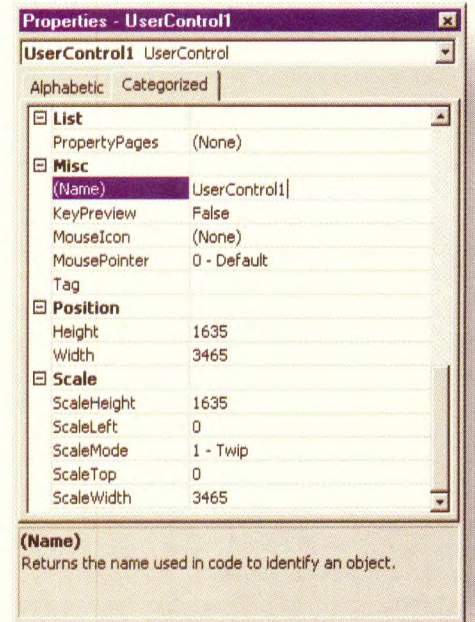 Properties - UserControl1
UserControl1 UserControl
Alphabetic Categorized
List
PropertyPages (None)
Misc
(Name) UserControl1
KeyPreview False
MouseIcon (None)
MousePointer 0 - Default
Tag
Position
Height 1635
Width 3465
Scale
ScaleHeight 1635
ScaleLeft 0
ScaleMode 1 - Twip
ScaleTop 0
ScaleWidth 3465
(Name)
Returns the name used in code to identify an object.